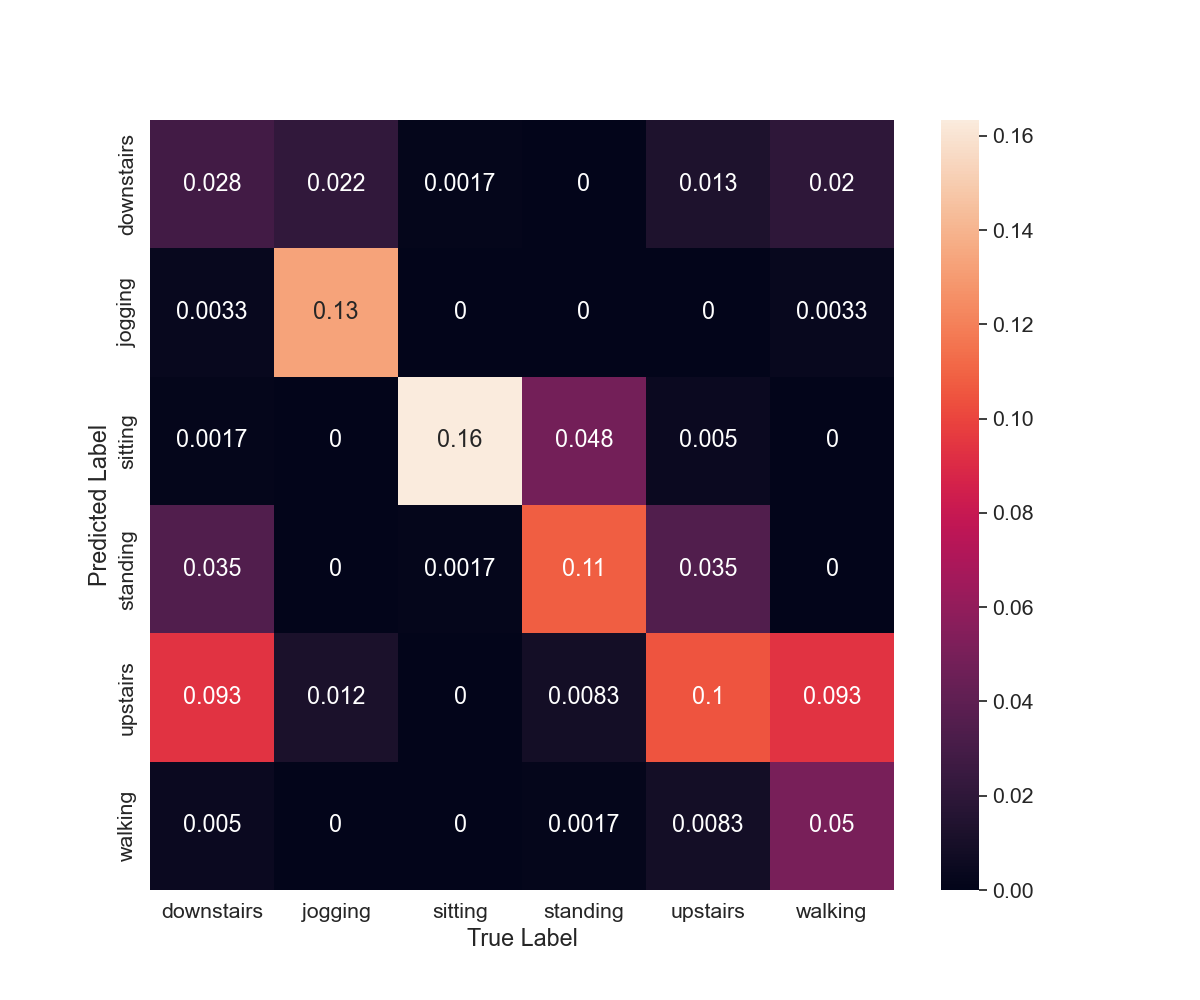 downstairs 0.028 0.022 0.0017 0 0.013 0.02
jogging 0.0033 0.13 0 0 0 0.0033
sitting 0.0017 0 0.16 0.048 0.005 0
standing 0.035 0 0.0017 0.11 0.035 0
upstairs 0.093 0.012 0 0.0083 0.1 0.093
walking 0.005 0 0 0.0017 0.0083 0.05
Predicted Label
downstairs jogging sitting standing upstairs walking
True Label
0.16
0.14
0.12
0.10
0.08
0.06
0.04
0.02
0.00